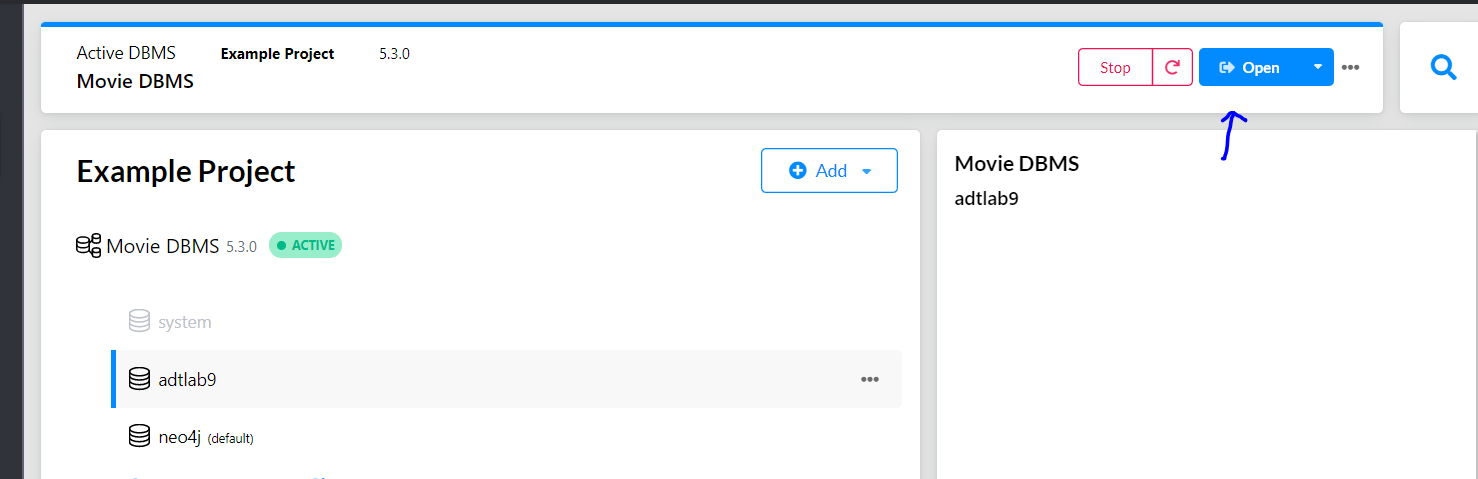 Active DBMS Example Project 5.3.0
Movie DBMS
Stop Open
Example Project
Add
Movie DBMS 5.3.0 ACTIVE
system
adtlab9
neo4j (default)
Movie DBMS
adtlab9